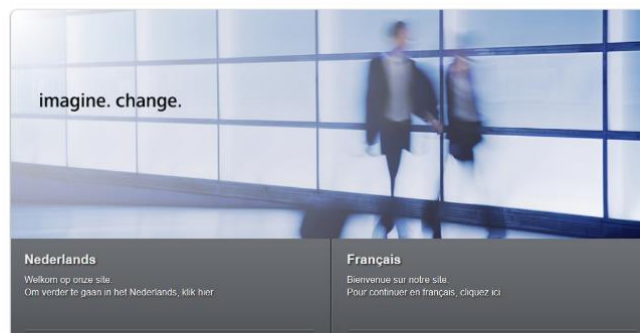 imagine. change.
Nederlands
Welkom op onze site.
Om verder te gaan in het Nederlands, klik hier
Français
Bienvenue sur notre site.
Pour continuer en français, cliquez ici